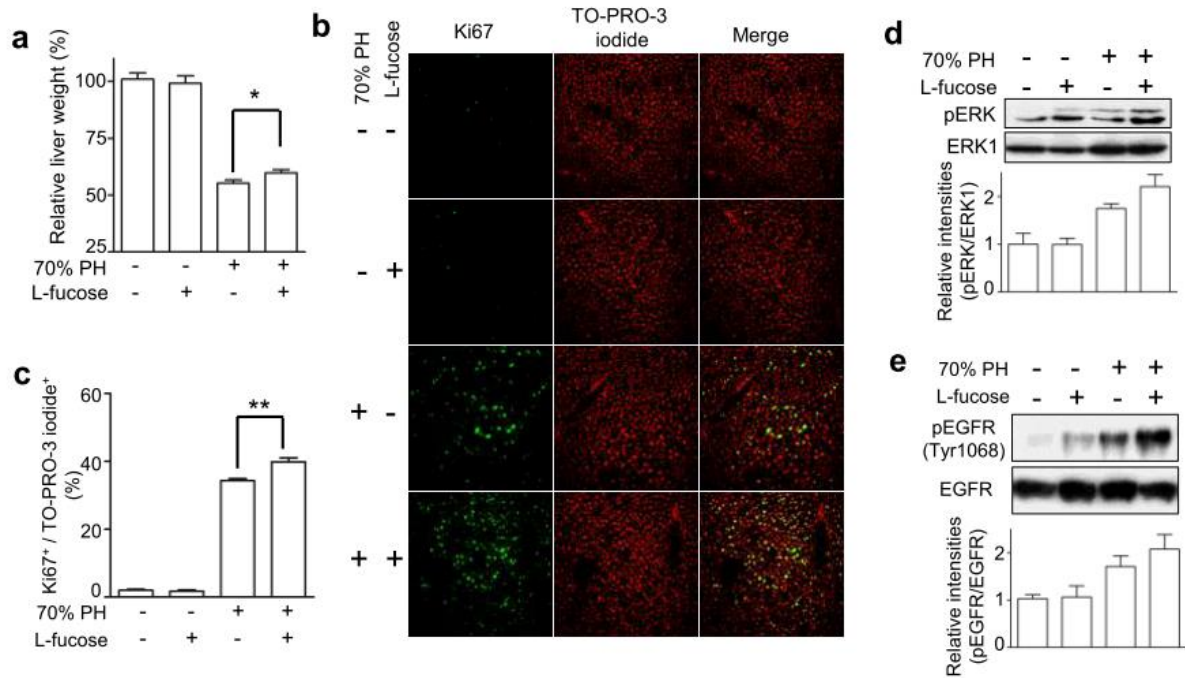 a
Relative liver weight (%)
100
75
50
25
*
70% PH - - + +
L-fucose - + - +
b
70% PH
L-fucose
Ki67
TO-PRO-3
iodide
Merge
- -
- +
+ -
+ +
c
Ki67+ / TO-PRO-3 iodide+
(%)
60
40
20
0
**
70% PH - - + +
L-fucose - + - +
d
70% PH - - + +
L-fucose - + - +
pERK
ERK1
Relative intensities
(pERK/ERK1)
2
1
0
e
70% PH - - + +
L-fucose - + - +
pEGFR
(Tyr1068)
EGFR
Relative intensities
(pEGFR/EGFR)
2
1